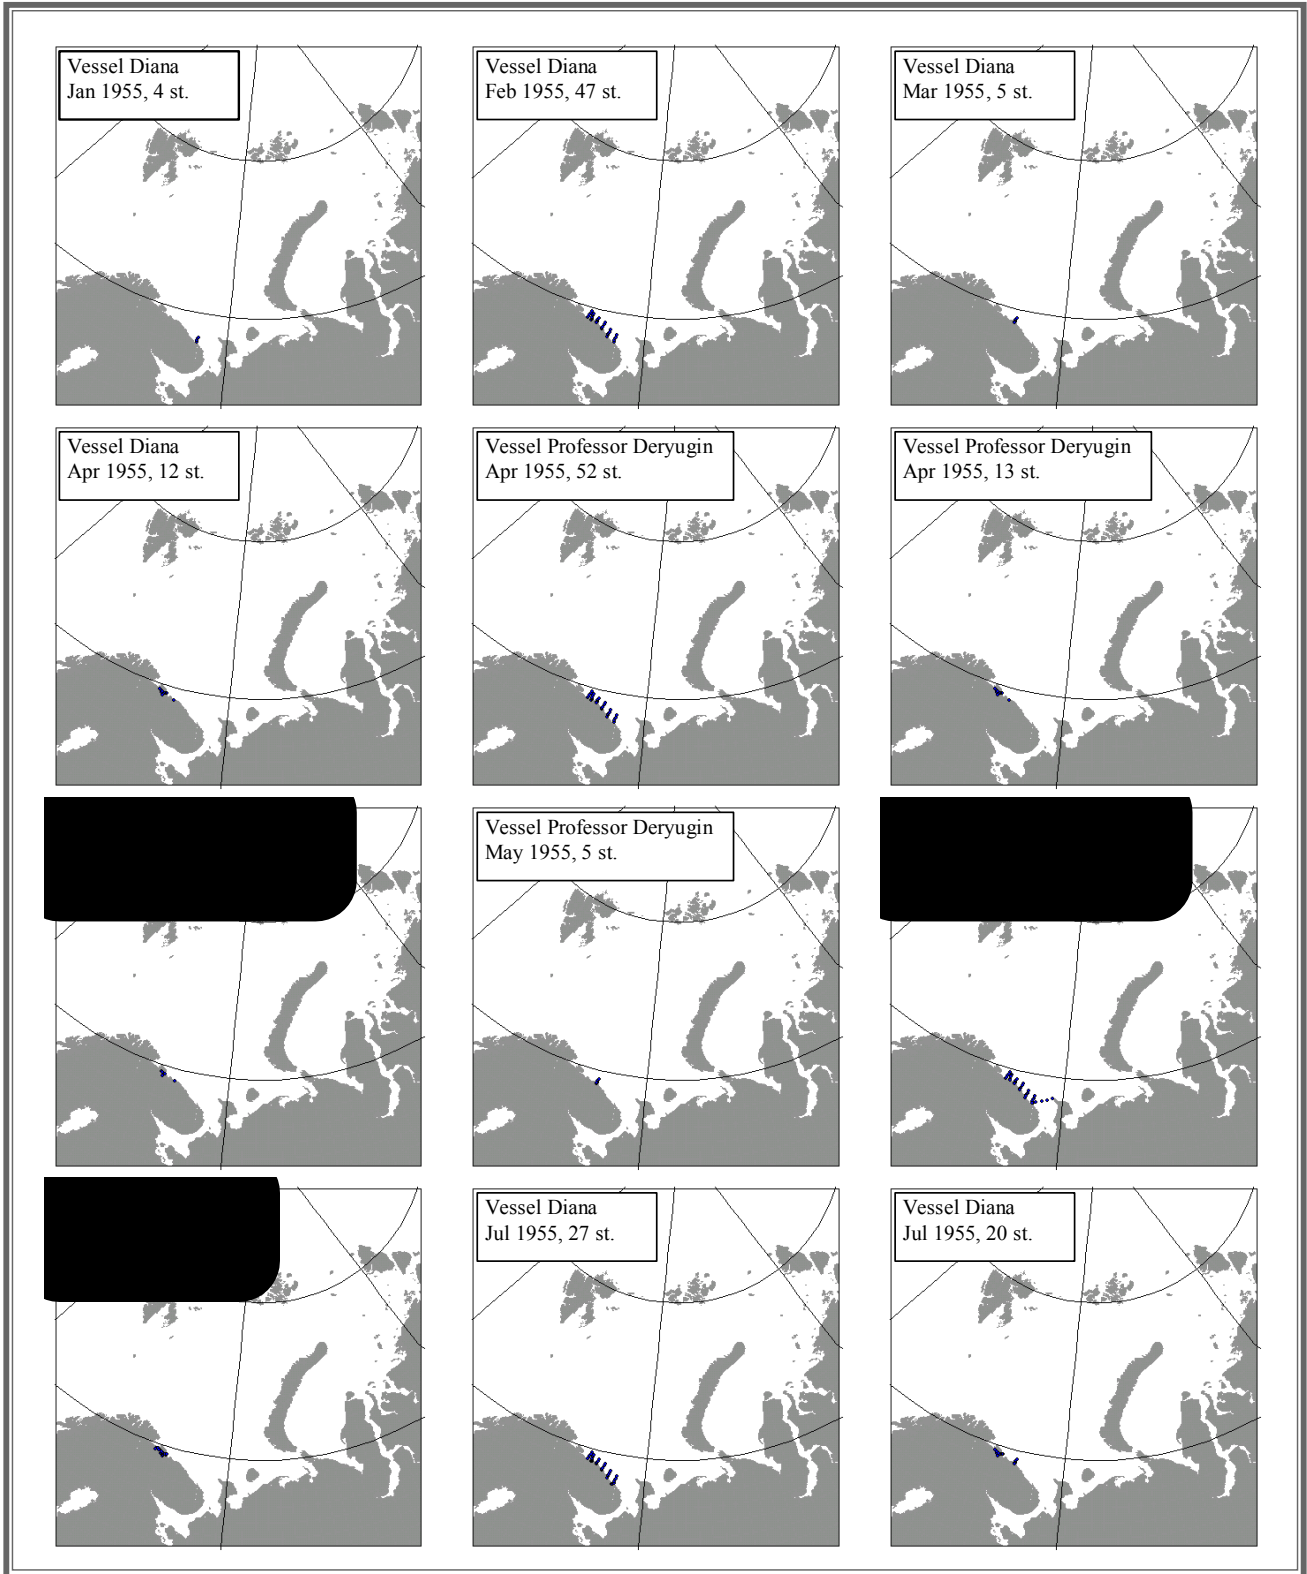 Vessel Diana
Jan 1955, 4 st.
Vessel Diana
Feb 1955, 47 st.
Vessel Diana
Mar 1955, 5 st.
Vessel Diana
Apr 1955, 12 st.
Vessel Professor Deryugin
Apr 1955, 52 st.
Vessel Professor Deryugin
Apr 1955, 13 st.
Vessel Professor Deryugin
May 1955, 5 st.
Vessel Diana
Jul 1955, 27 st.
Vessel Diana
Jul 1955, 20 st.